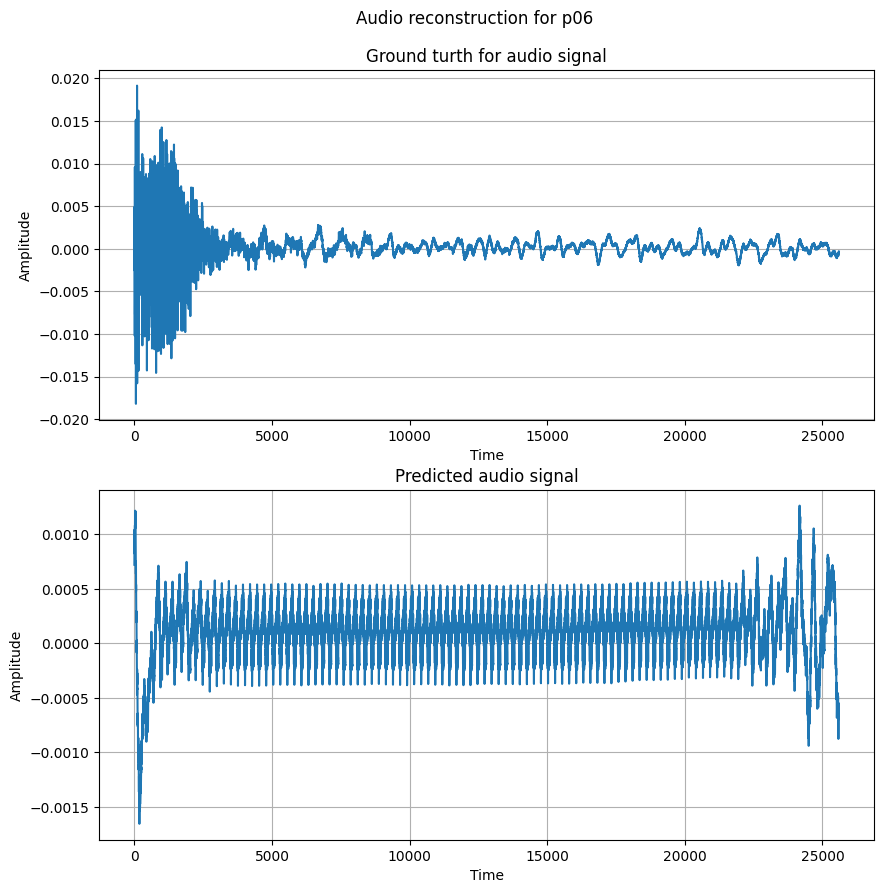 Audio reconstruction for p06
Ground turth for audio signal
0.020
0.015
0.010
0.005
0.000
−0.005
−0.010
−0.015
−0.020
Amplitude
0 5000 10000 15000 20000 25000
Time
Predicted audio signal
0.0010
0.0005
0.0000
−0.0005
−0.0010
−0.0015
Amplitude
0 5000 10000 15000 20000 25000
Time